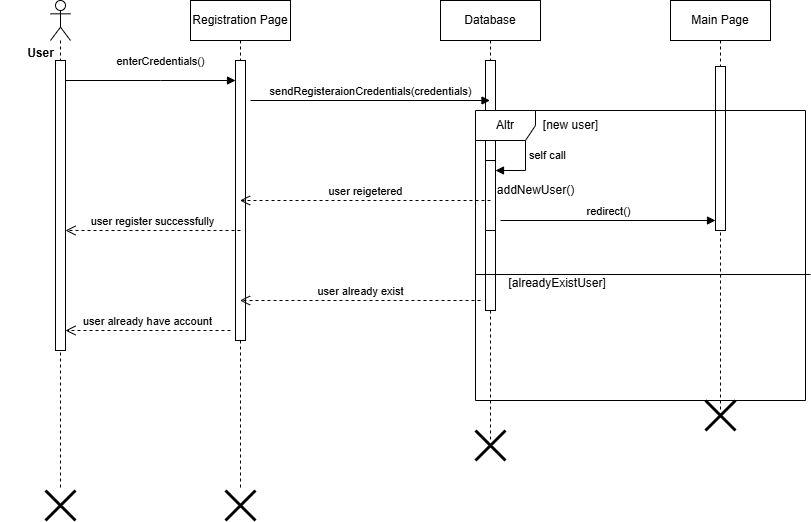 Registration Page
Database
Main Page
User
enterCredentials()
sendRegisteraionCredentials(credentials)
Altr
[new user]
self call
addNewUser()
user reigetered
redirect()
user register successfully
[alreadyExistUser]
user already exist
user already have account